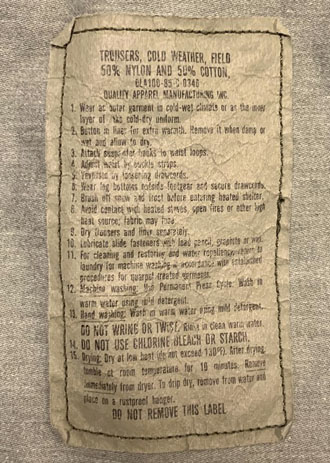 TROUSERS, COLD WEATHER, FIELD
50% NYLON AND 50% COTTON,
DLA100-85-C-0346
QUALITY APPAREL MANUFACTURING INC.
1. Wear as outer garment in cold-wet climate or as the mid
layer of the cold-dry uniform.
2. Button in liner for extra warmth. Remove it when damp or
wet and allow to dry.
3. Attach suspender hooks to waist loops.
4. Adjust waist by buckle straps.
5. Ventilate by loosening drawcords.
6. Wear leg bottoms outside footgear and secure drawcords.
7. Brush off snow and frost before entering heated shelter.
8. Avoid contact with heated stoves, open fires or other high
heat source; fabric may fuse.
9. Dry trousers and liner separately.
10. Lubricate slide fasteners with lead pencil, graphite or wax.
11. For cleaning and restoring and water repellency, return to
laundry for machine washing in accordance with established
procedures for quarpel treated garments.
12. Machine washing: Use Permanent Press Cycle. Wash in
warm water using mild detergent.
13. Hand washing: Wash in warm water using mild detergent.
DO NOT WRING OR TWIST. Rinse in clean warm water.
14. DO NOT USE CHLORINE BLEACH OR STARCH.
15. Drying: Dry at low heat (do not exceed 130°F). After drying,
tumble at room temperature for 10 minutes. Remove
immediately from dryer. To drip dry, remove from water and
place on a rustproof hanger.
DO NOT REMOVE THIS LABEL